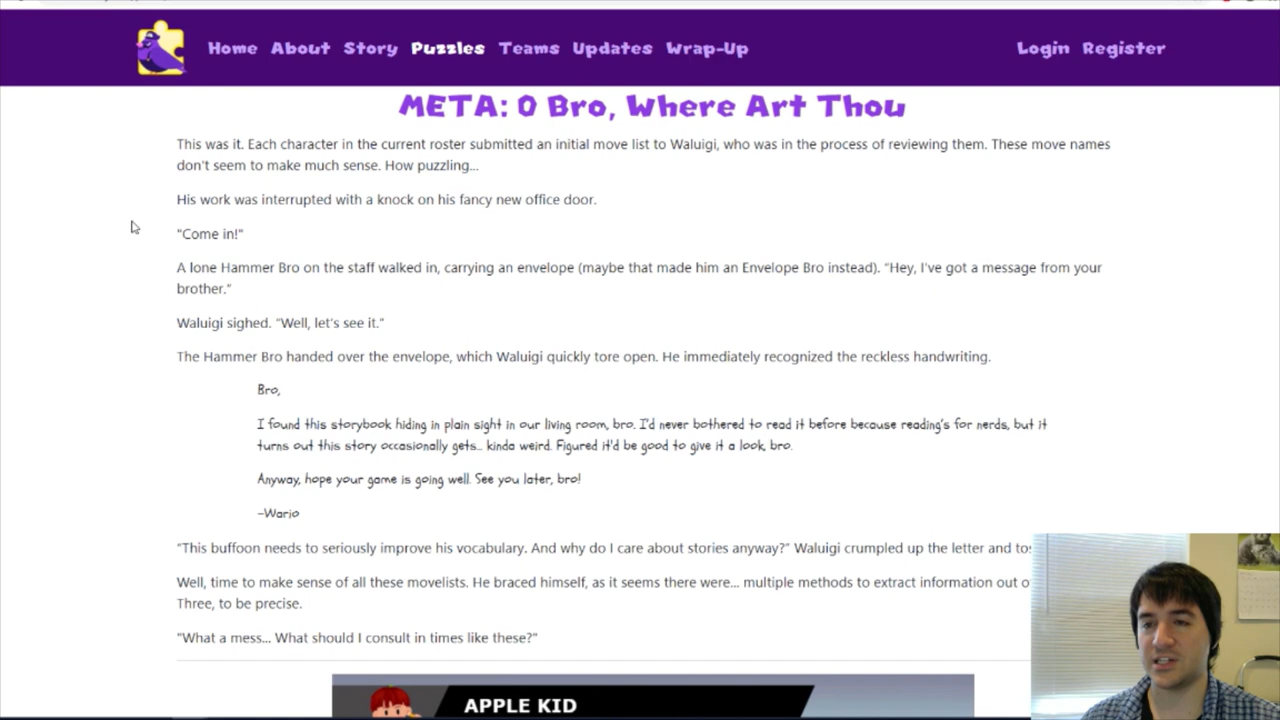 Home About Story Puzzles Teams Updates Wrap-Up Login Register
META: O Bro, Where Art Thou
This was it. Each character in the current roster submitted an initial move list to Waluigi, who was in the process of reviewing them. These move names
don't seem to make much sense. How puzzling...
His work was interrupted with a knock on his fancy new office door.
"Come in!"
A lone Hammer Bro on the staff walked in, carrying an envelope (maybe that made him an Envelope Bro instead). "Hey, I've got a message from your
brother."
Waluigi sighed. "Well, let's see it."
The Hammer Bro handed over the envelope, which Waluigi quickly tore open. He immediately recognized the reckless handwriting.
Bro,
I found this storybook hiding in plain sight in our living room, bro. I'd never bothered to read it before because reading's for nerds, but it
turns out this story occasionally gets... kinda weird. Figured it'd be good to give it a look, bro.
Anyway, hope your game is going well. See you later, bro!
-Wario
"This buffoon needs to seriously improve his vocabulary. And why do I care about stories anyway?" Waluigi crumpled up the letter and
Well, time to make sense of all these movelists. He braced himself, as it seems there were... multiple methods to extract information out
Three, to be precise.
"What a mess... What should I consult in times like these?"
APPLE KID